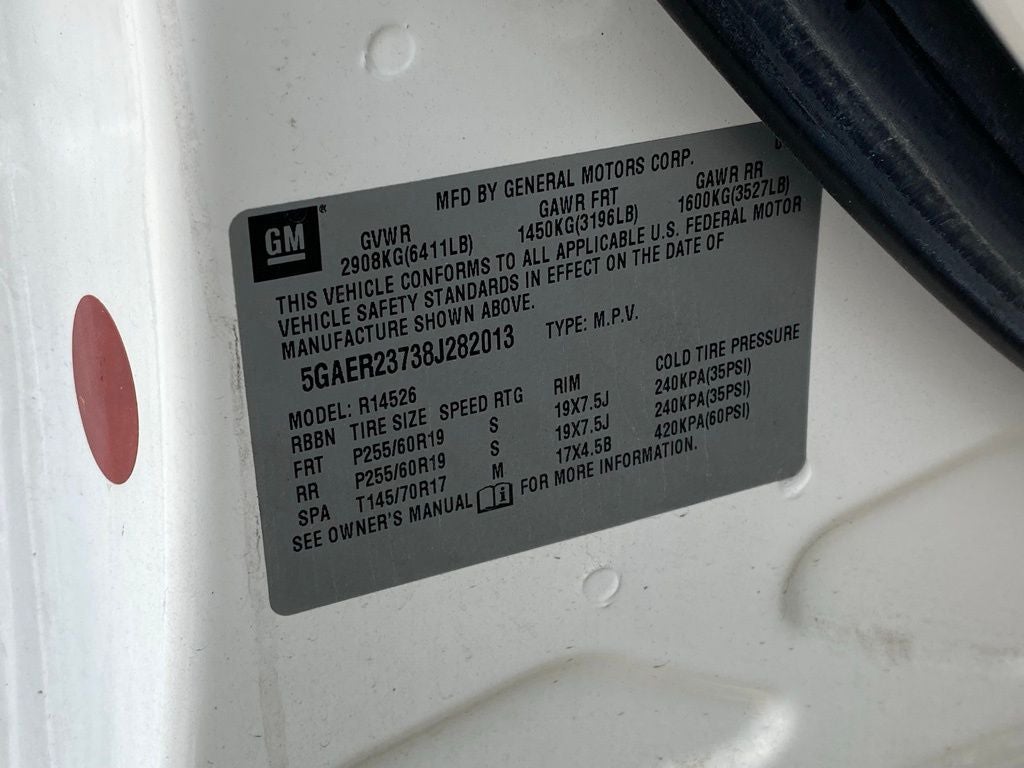 MFD BY GENERAL MOTORS CORP.
GM®
GVWR GAWR FRT GAWR RR
2908KG(6411LB) 1450KG(3196LB) 1600KG(3527LB)
THIS VEHICLE CONFORMS TO ALL APPLICABLE U.S. FEDERAL MOTOR
VEHICLE SAFETY STANDARDS IN EFFECT ON THE DATE OF
MANUFACTURE SHOWN ABOVE.
5GAER23738J282013 TYPE: M.P.V.
MODEL: R14526
RBBN TIRE SIZE SPEED RTG RIM COLD TIRE PRESSURE
FRT P255/60R19 S 19X7.5J 240KPA(35PSI)
RR P255/60R19 S 19X7.5J 240KPA(35PSI)
SPA T145/70R17 M 17X4.5B 420KPA(60PSI)
SEE OWNER'S MANUAL FOR MORE INFORMATION.